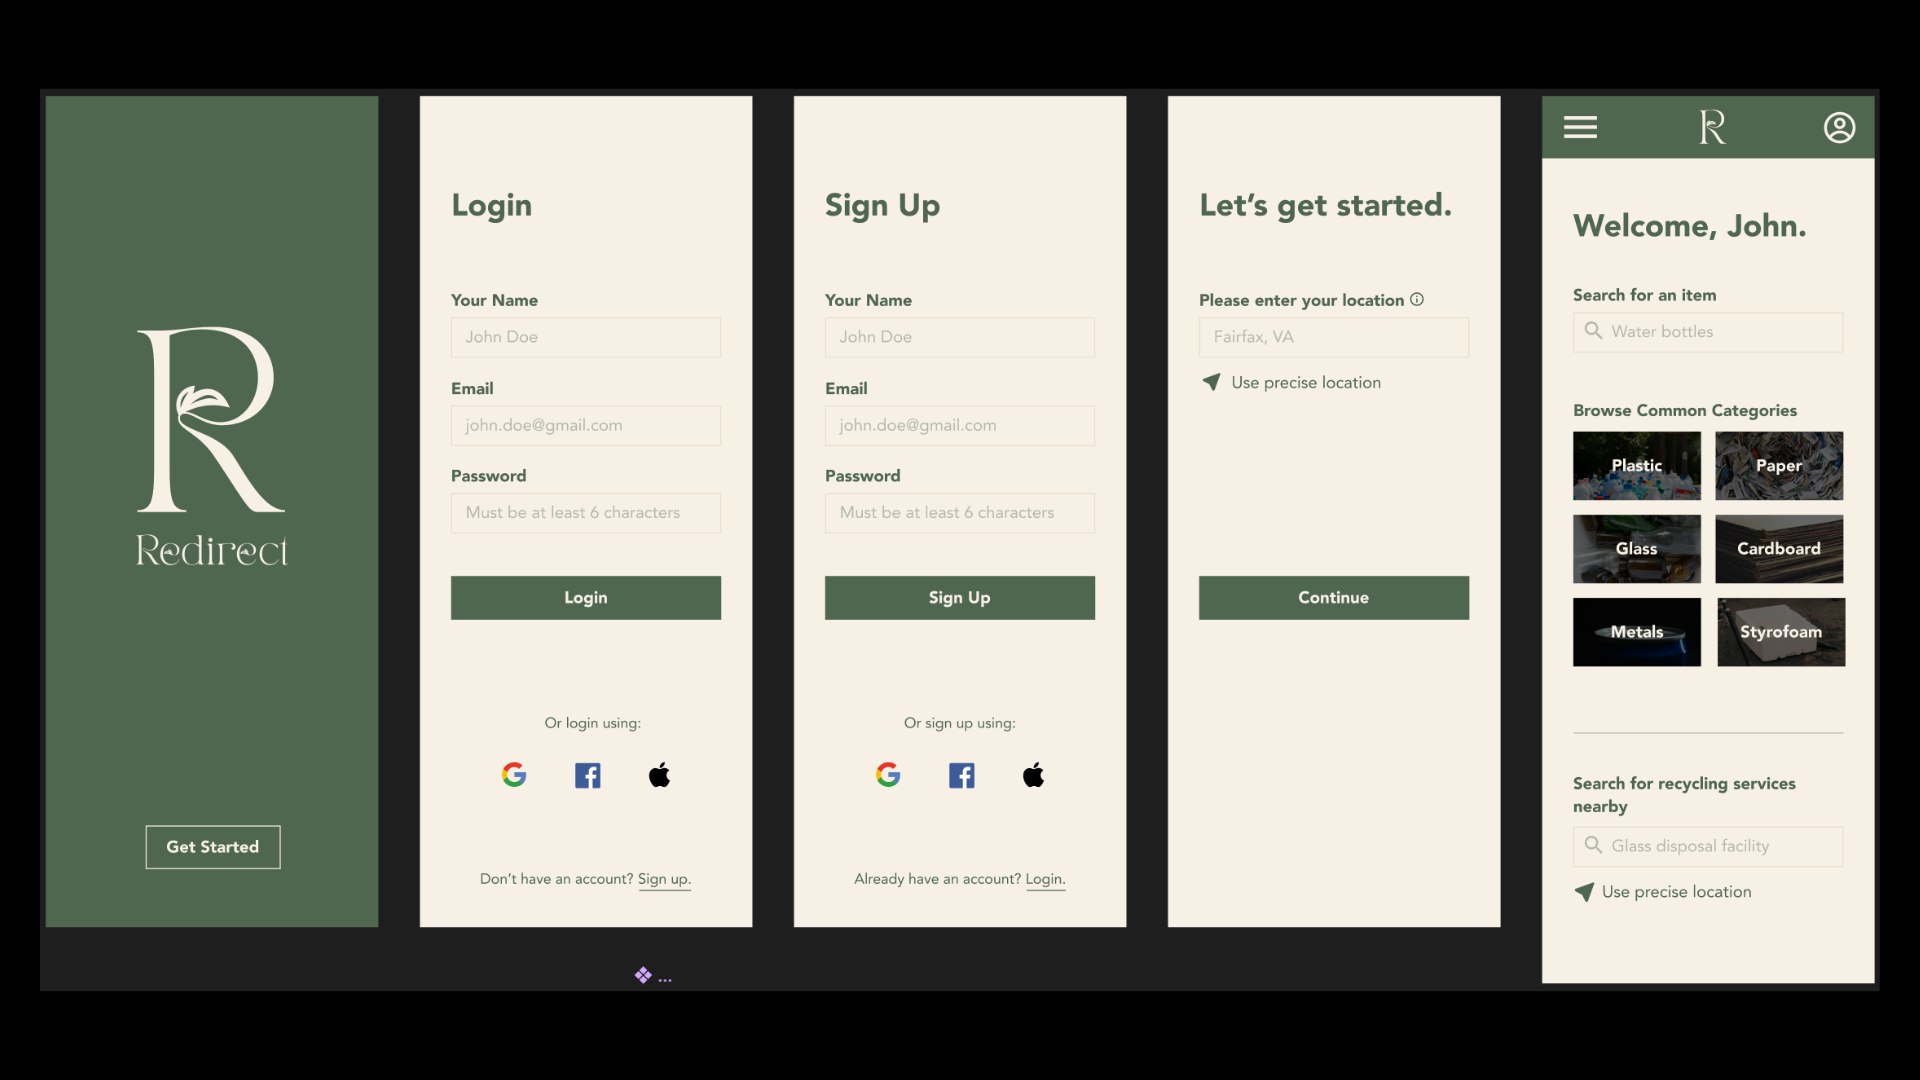 R
Redirect
Get Started
Login
Your Name
John Doe
Email
john.doe@gmail.com
Password
Must be at least 6 characters
Login
Or login using:
Don't have an account? Sign up.
Sign Up
Your Name
John Doe
Email
john.doe@gmail.com
Password
Must be at least 6 characters
Sign Up
Or sign up using:
Already have an account? Login.
Let's get started.
Please enter your location
Fairfax, VA
Use precise location
Continue
R
Welcome, John.
Search for an item
Water bottles
Browse Common Categories
Plastic
Paper
Glass
Cardboard
Metals
Styrofoam
Search for recycling services
nearby
Glass disposal facility
Use precise location
...